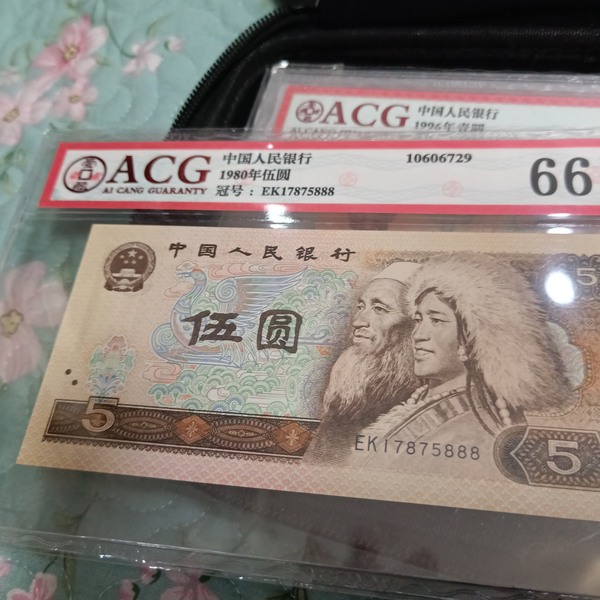 ACG
中国人民银行
1996年壹圆
ACG
AI CANG GUARANTY
中国人民银行
1980年伍圆
冠号：EK17875888
10606729
66
中国人民银行
5
伍圆
5
EK17875888
5